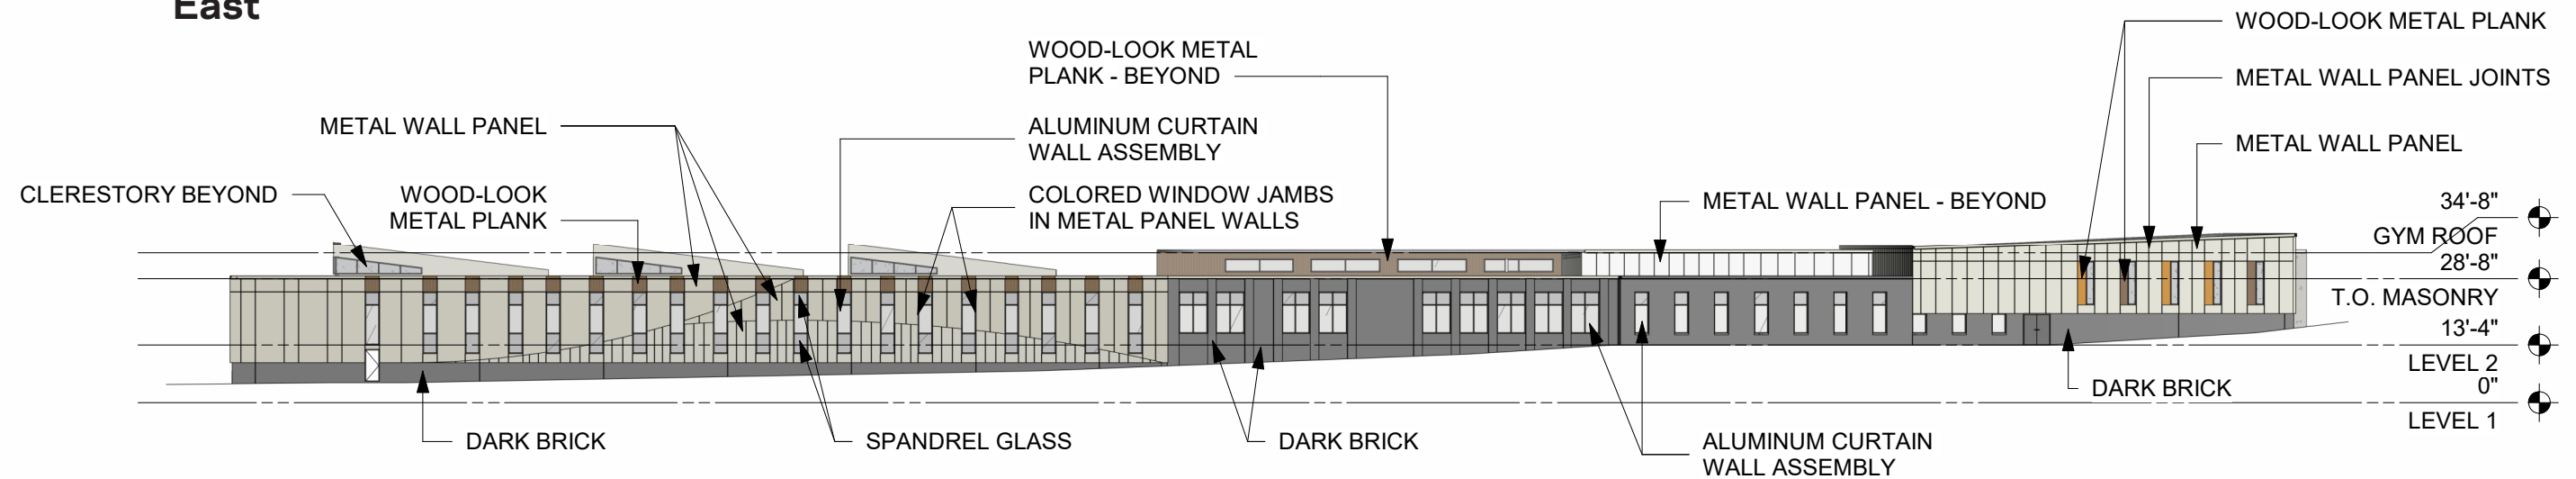 East
WOOD-LOOK METAL PLANK
WOOD-LOOK METAL
PLANK - BEYOND
METAL WALL PANEL JOINTS
METAL WALL PANEL
ALUMINUM CURTAIN
WALL ASSEMBLY
METAL WALL PANEL
CLERESTORY BEYOND
WOOD-LOOK
METAL PLANK
COLORED WINDOW JAMBS
IN METAL PANEL WALLS
METAL WALL PANEL - BEYOND
34'-8"
GYM ROOF
28'-8"
T.O. MASONRY
13'-4"
LEVEL 2
0"
LEVEL 1
DARK BRICK
DARK BRICK
SPANDREL GLASS
DARK BRICK
ALUMINUM CURTAIN
WALL ASSEMBLY